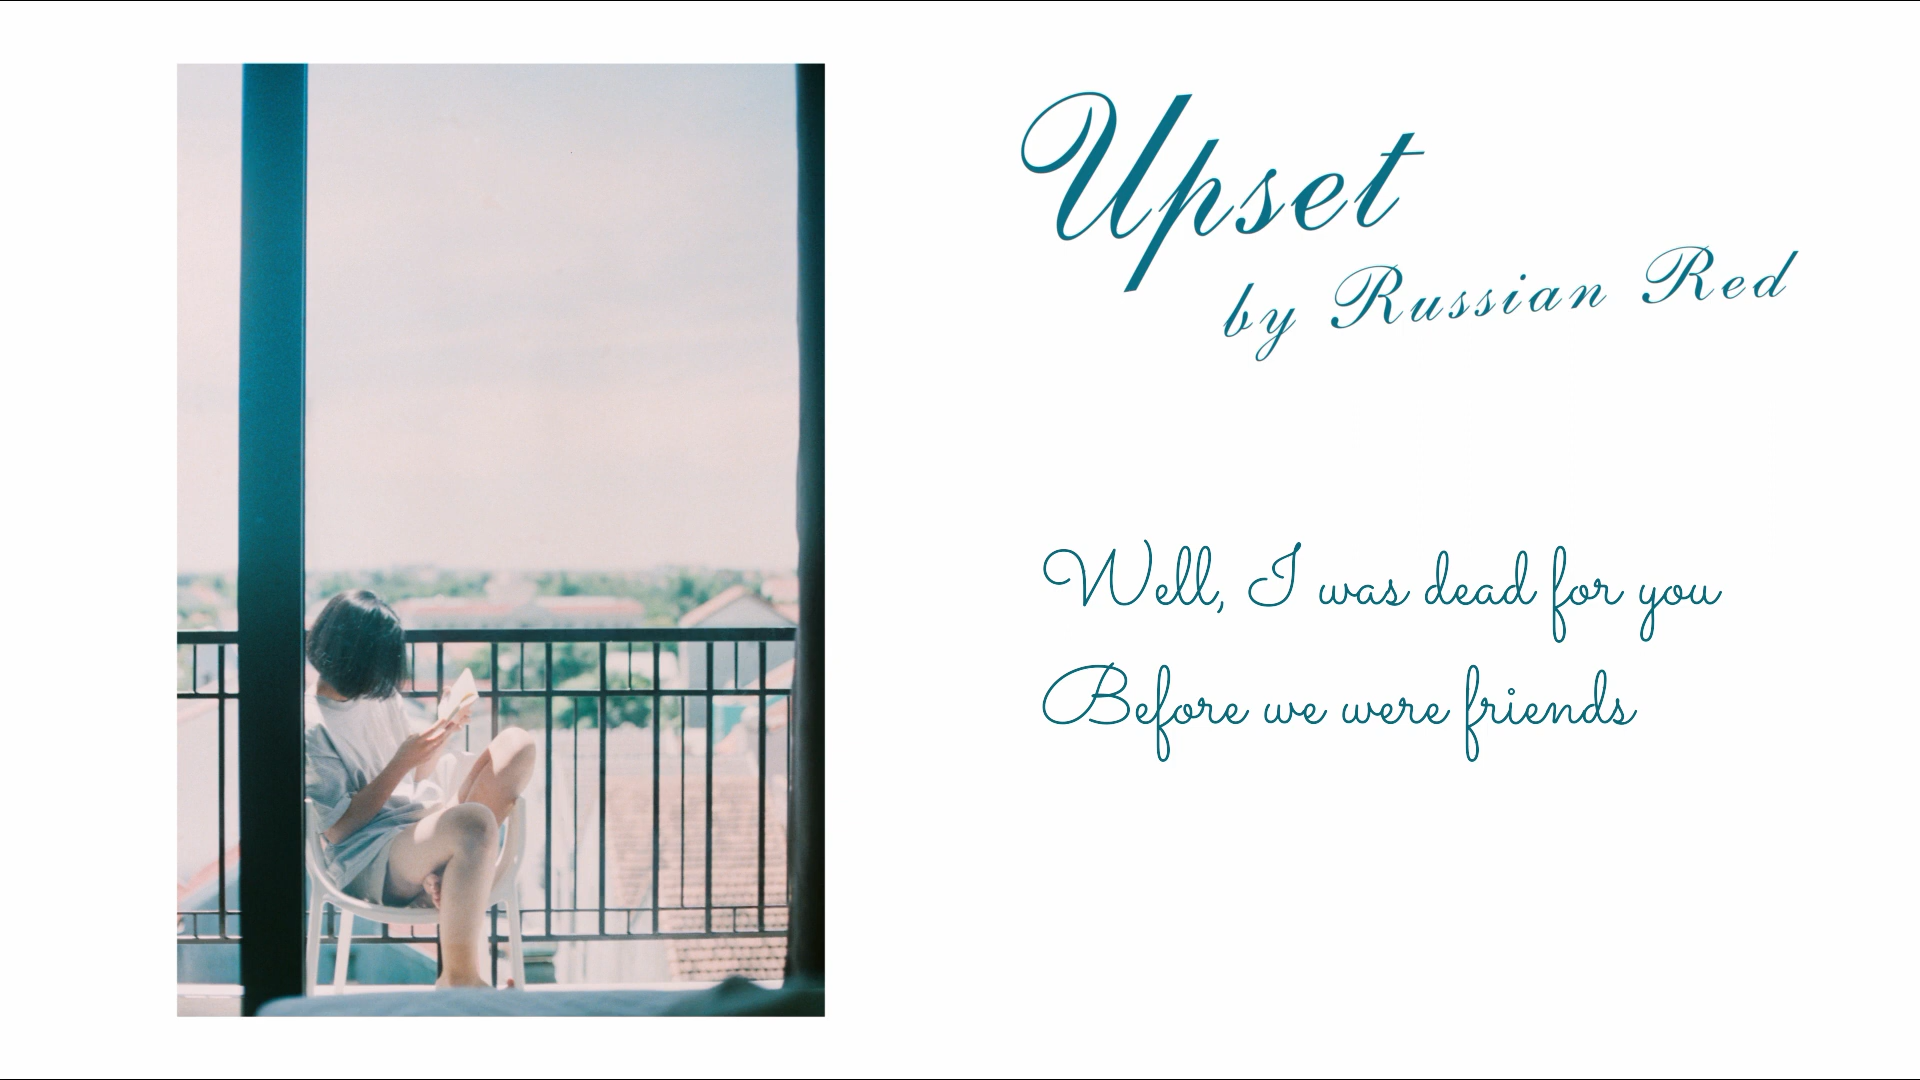 Upset
by Russian Red
Well, I was dead for you
Before we were friends